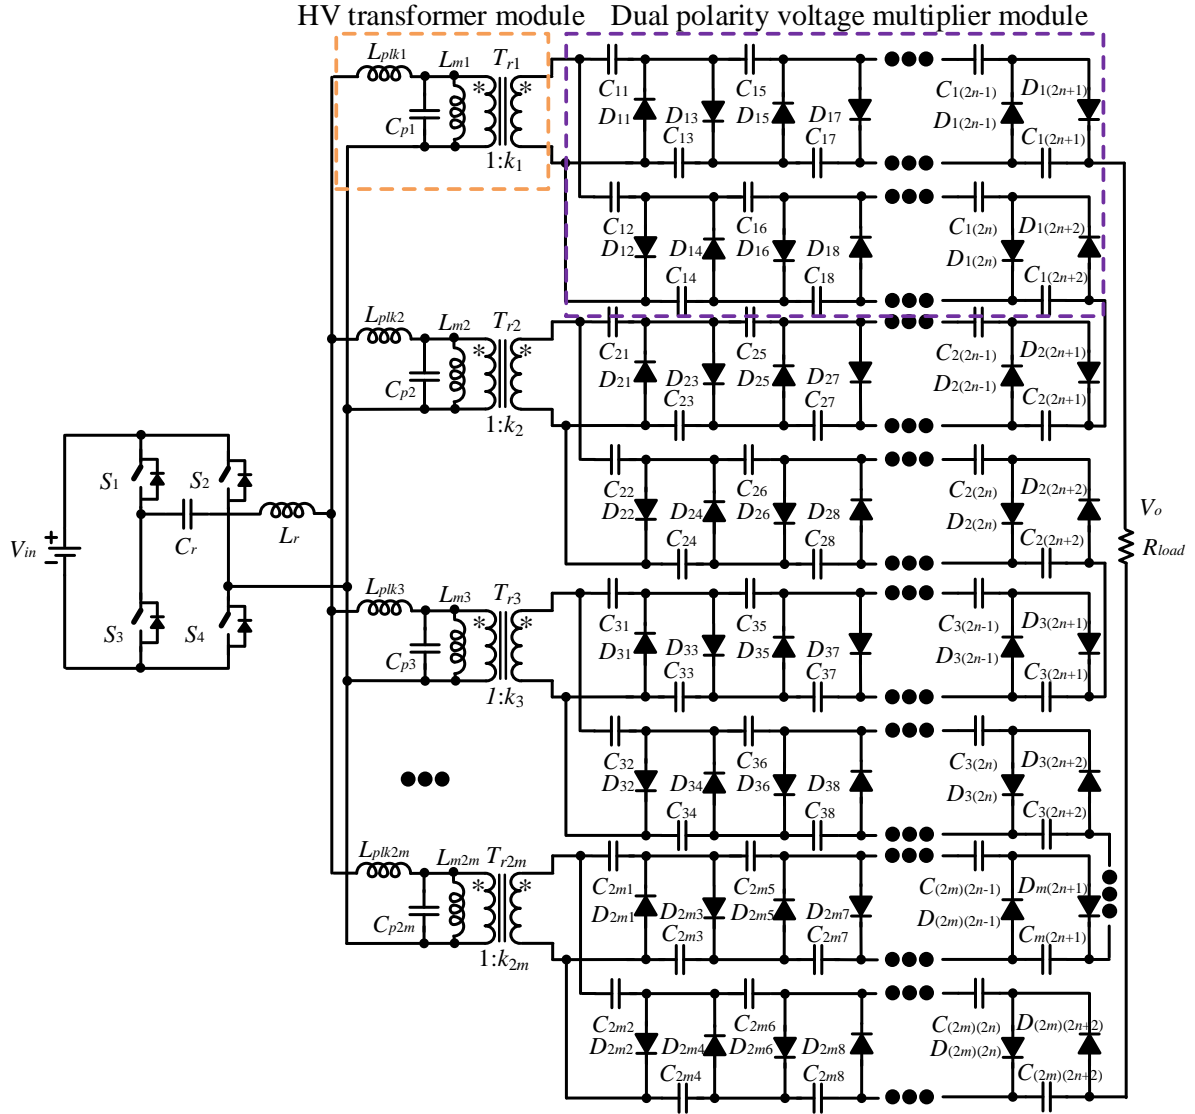 HV transformer module Dual polarity voltage multiplier module
Lplk1 Lm1 Tr1
* *
Cp1
1:k1
C11 C15 C1(2n-1) D1(2n+1)
D11 D13 D15 D17 D1(2n-1)
C13 C17 C1(2n+1)
C12 C16 C1(2n) D1(2n+2)
D12 D14 D16 D18 D1(2n)
C14 C18 C1(2n+2)
Lplk2 Lm2 Tr2
* *
Cp2
1:k2
C21 C25 C2(2n-1) D2(2n+1)
D21 D23 D25 D27 D2(2n-1)
C23 C27 C2(2n+1)
C22 C26 C2(2n) D2(2n+2)
D22 D24 D26 D28 D2(2n)
C24 C28 C2(2n+2)
S1 S2
Vin + -
Cr Lr
S3 S4
Vo
Rload
Lplk3 Lm3 Tr3
* *
Cp3
1:k3
C31 C35 C3(2n-1) D3(2n+1)
D31 D33 D35 D37 D3(2n-1)
C33 C37 C3(2n+1)
C32 C36 C3(2n) D3(2n+2)
D32 D34 D36 D38 D3(2n)
C34 C38 C3(2n+2)
Lplk2m Lm2m Tr2m
* *
Cp2m
1:k2m
C2m1 C2m5 C(2m)(2n-1) Dm(2n+1)
D2m1 D2m3 D2m5 D2m7 D(2m)(2n-1)
C2m3 C2m7 Cm(2n+1)
C2m2 C2m6 C(2m)(2n) D(2m)(2n+2)
D2m2 D2m4 D2m6 D2m8 D(2m)(2n)
C2m4 C2m8 C(2m)(2n+2)